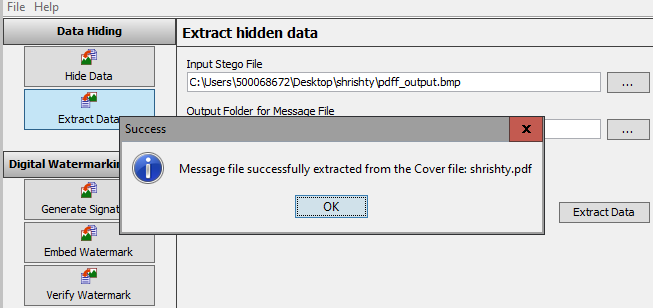 File Help
Data Hiding
Hide Data
Extract Data
Digital Watermarking
Generate Signat
Embed Watermark
Verify Watermark
Extract hidden data
Input Stego File
C:\Users\500068672\Desktop\shrishty\pdff_output.bmp
...
Output Folder for Message File
...
Extract Data
Success
Message file successfully extracted from the Cover file: shrishty.pdf
OK